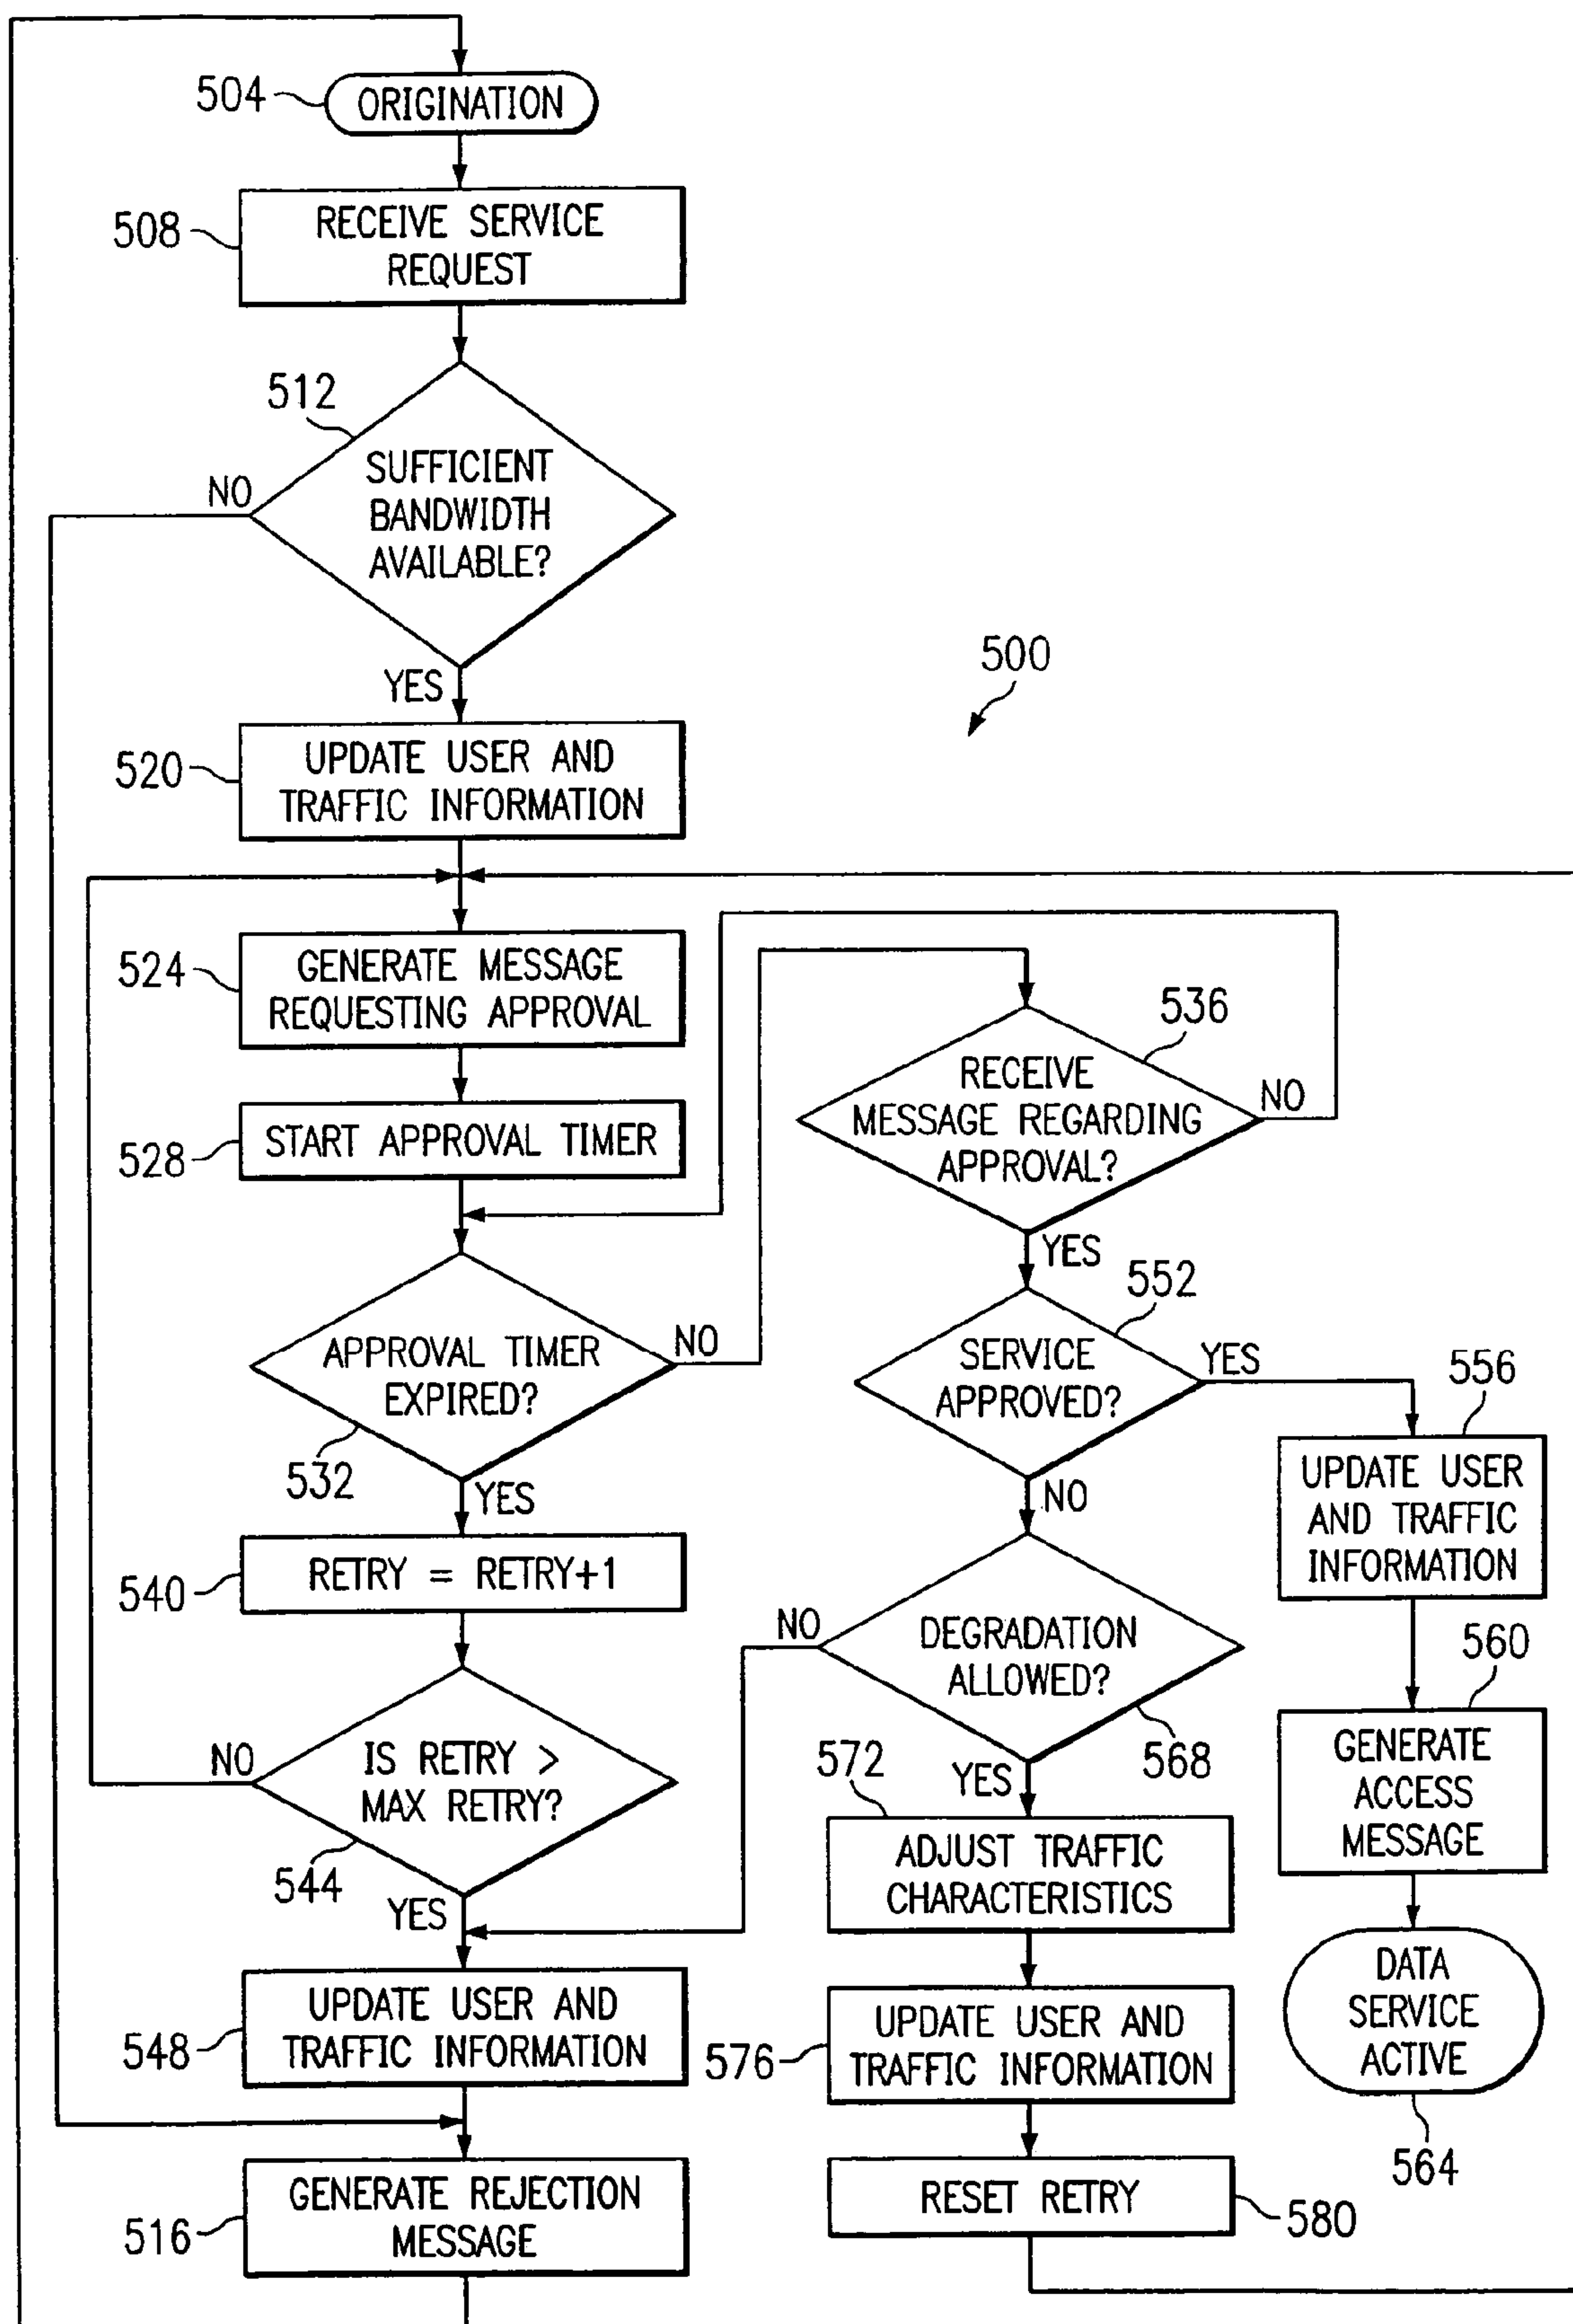 504
ORIGINATION
508
RECEIVE SERVICE
REQUEST
512
SUFFICIENT
BANDWIDTH
AVAILABLE?
NO
YES
500
520
UPDATE USER AND
TRAFFIC INFORMATION
524
GENERATE MESSAGE
REQUESTING APPROVAL
528
START APPROVAL TIMER
APPROVAL TIMER
EXPIRED?
NO
532
YES
540
RETRY = RETRY+1
IS RETRY >
MAX RETRY?
NO
544
YES
548
UPDATE USER AND
TRAFFIC INFORMATION
516
GENERATE REJECTION
MESSAGE
536
RECEIVE
MESSAGE REGARDING
APPROVAL?
NO
YES
552
SERVICE
APPROVED?
YES
NO
DEGRADATION
ALLOWED?
NO
568
YES
572
ADJUST TRAFFIC
CHARACTERISTICS
576
UPDATE USER AND
TRAFFIC INFORMATION
RESET RETRY
580
556
UPDATE USER
AND TRAFFIC
INFORMATION
560
GENERATE
ACCESS
MESSAGE
DATA
SERVICE
ACTIVE
564